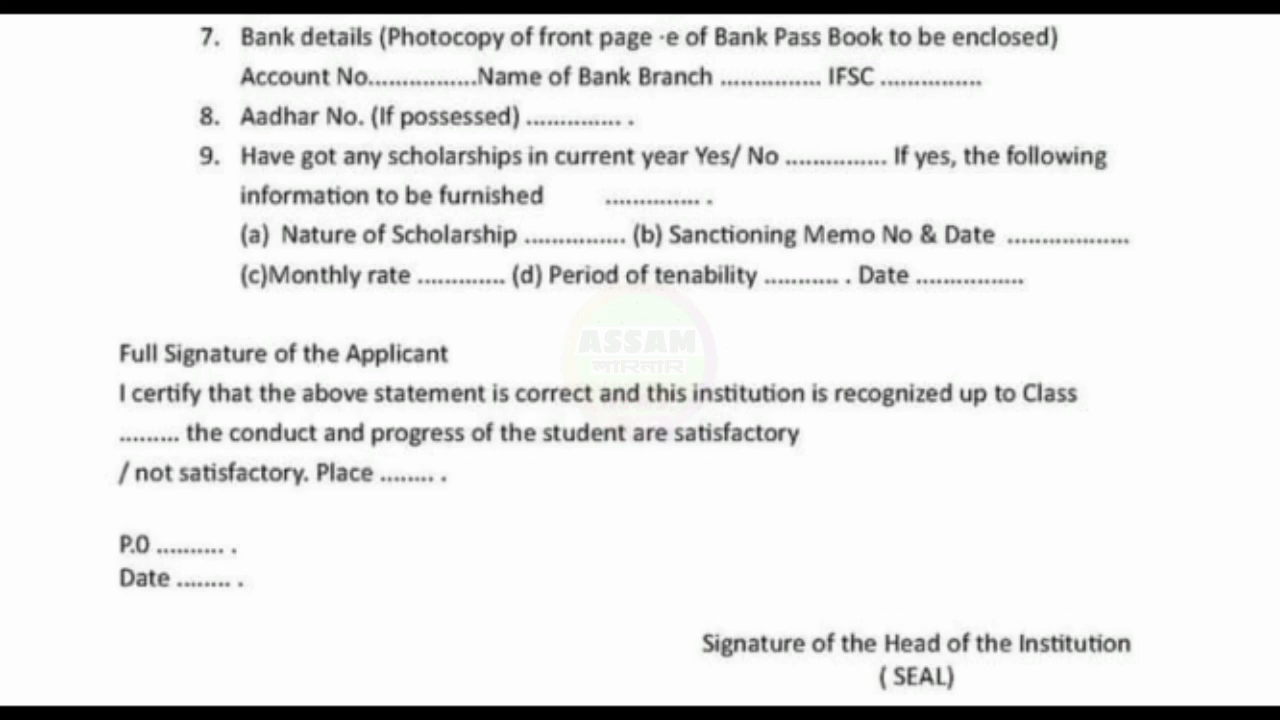 7. Bank details (Photocopy of front page -e of Bank Pass Book to be enclosed)
Account No................Name of Bank Branch ............... IFSC ...............
8. Aadhar No. (If possessed) .............. .
9. Have got any scholarships in current year Yes/ No ............... If yes, the following
information to be furnished .............. .
(a) Nature of Scholarship ............... (b) Sanctioning Memo No & Date ..................
(c)Monthly rate ............. (d) Period of tenability ........... . Date ................
ASSAM
Full Signature of the Applicant
I certify that the above statement is correct and this institution is recognized up to Class
......... the conduct and progress of the student are satisfactory
/ not satisfactory. Place ........ .
P.O .......... .
Date ........ .
Signature of the Head of the Institution
( SEAL)